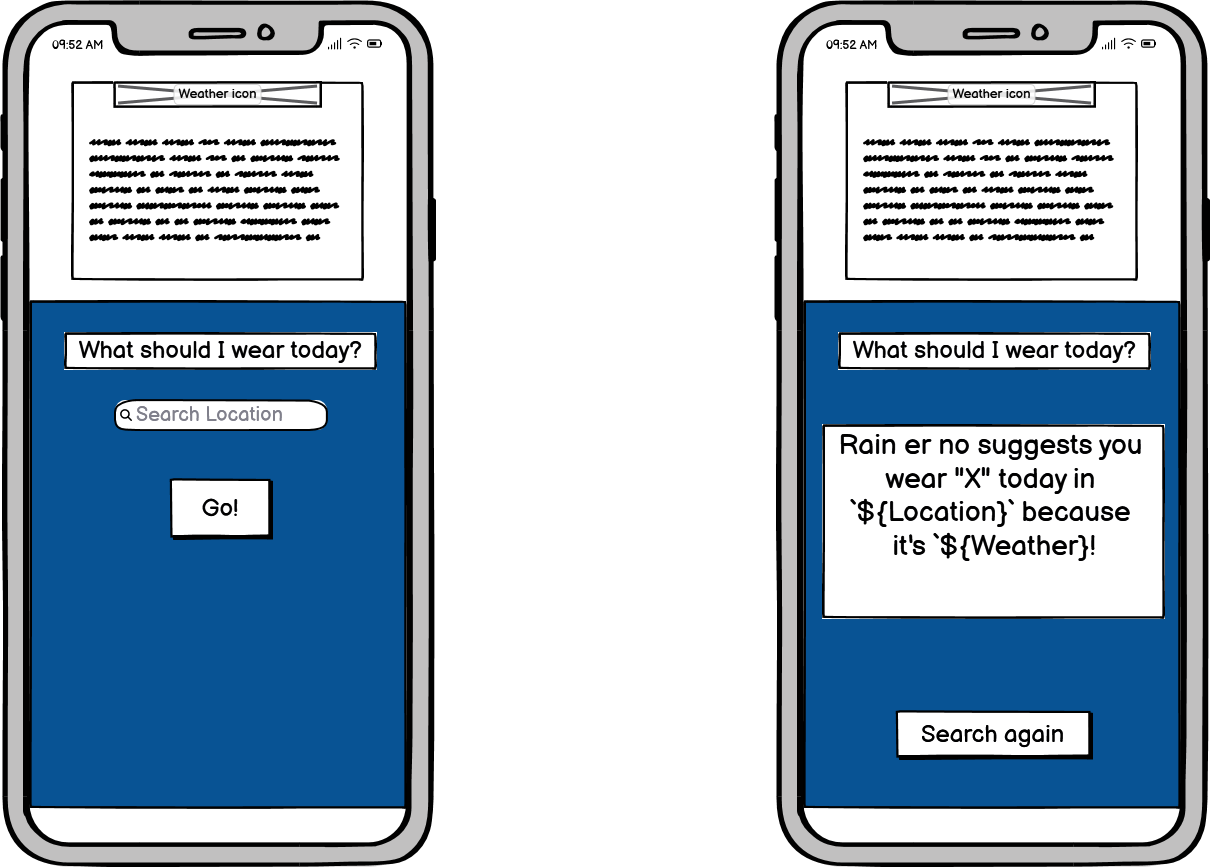 09:52 AM
Weather icon
What should I wear today?
Search Location
Go!
09:52 AM
Weather icon
What should I wear today?
Rain er no suggests you
wear "X" today in
`${Location}` because
it's `${Weather}!
Search again